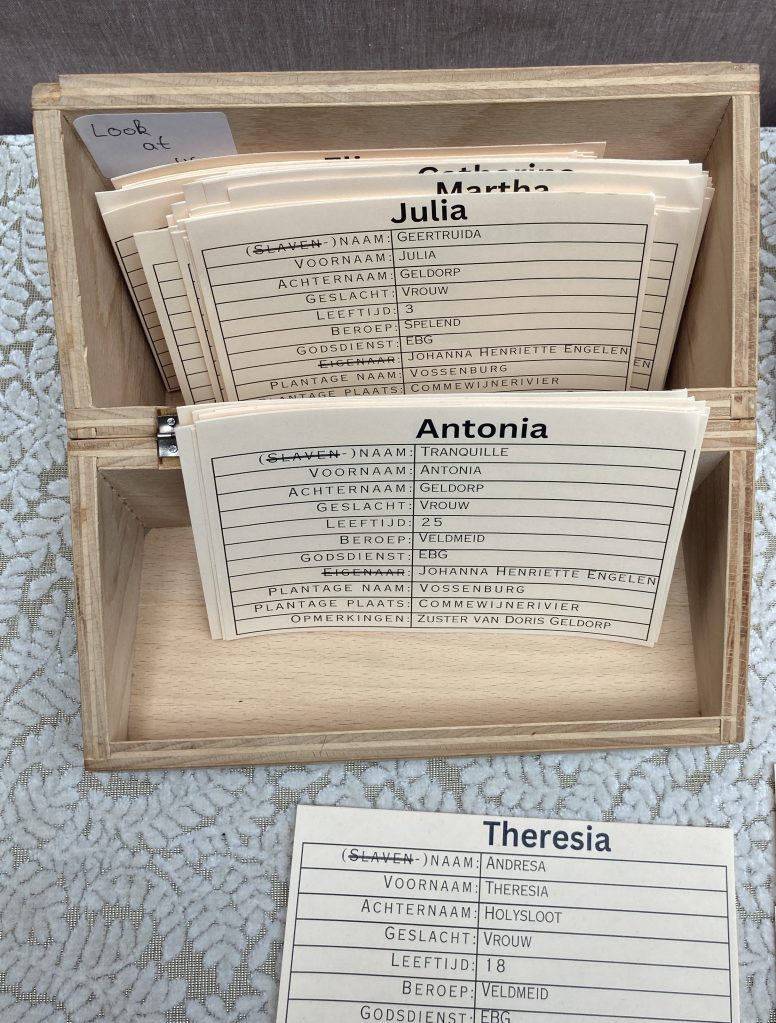 Look
at
Martha
Julia
(SLAVEN-)NAAM: GEERTRUIDA
VOORNAAM: JULIA
ACHTERNAAM: GELDORP
GESLACHT: VROUW
LEEFTIJD: 3
BEROEP: SPELEND
GODSDIENST: EBG
EIGENAAR: JOHANNA HENRIETTE ENGELEN
PLANTAGE NAAM: VOSSENBURG
PLANTAGE PLAATS: COMMEWIJNERIVIER
Antonia
(SLAVEN-)NAAM: TRANQUILLE
VOORNAAM: ANTONIA
ACHTERNAAM: GELDORP
GESLACHT: VROUW
LEEFTIJD: 25
BEROEP: VELDMEID
GODSDIENST: EBG
EIGENAAR: JOHANNA HENRIETTE ENGELEN
PLANTAGE NAAM: VOSSENBURG
PLANTAGE PLAATS: COMMEWIJNERIVIER
OPMERKINGEN: ZUSTER VAN DORIS GELDORP
Theresia
(SLAVEN-)NAAM: ANDRESA
VOORNAAM: THERESIA
ACHTERNAAM: HOLYSLOOT
GESLACHT: VROUW
LEEFTIJD: 18
BEROEP: VELDMEID
GODSDIENST: EBG